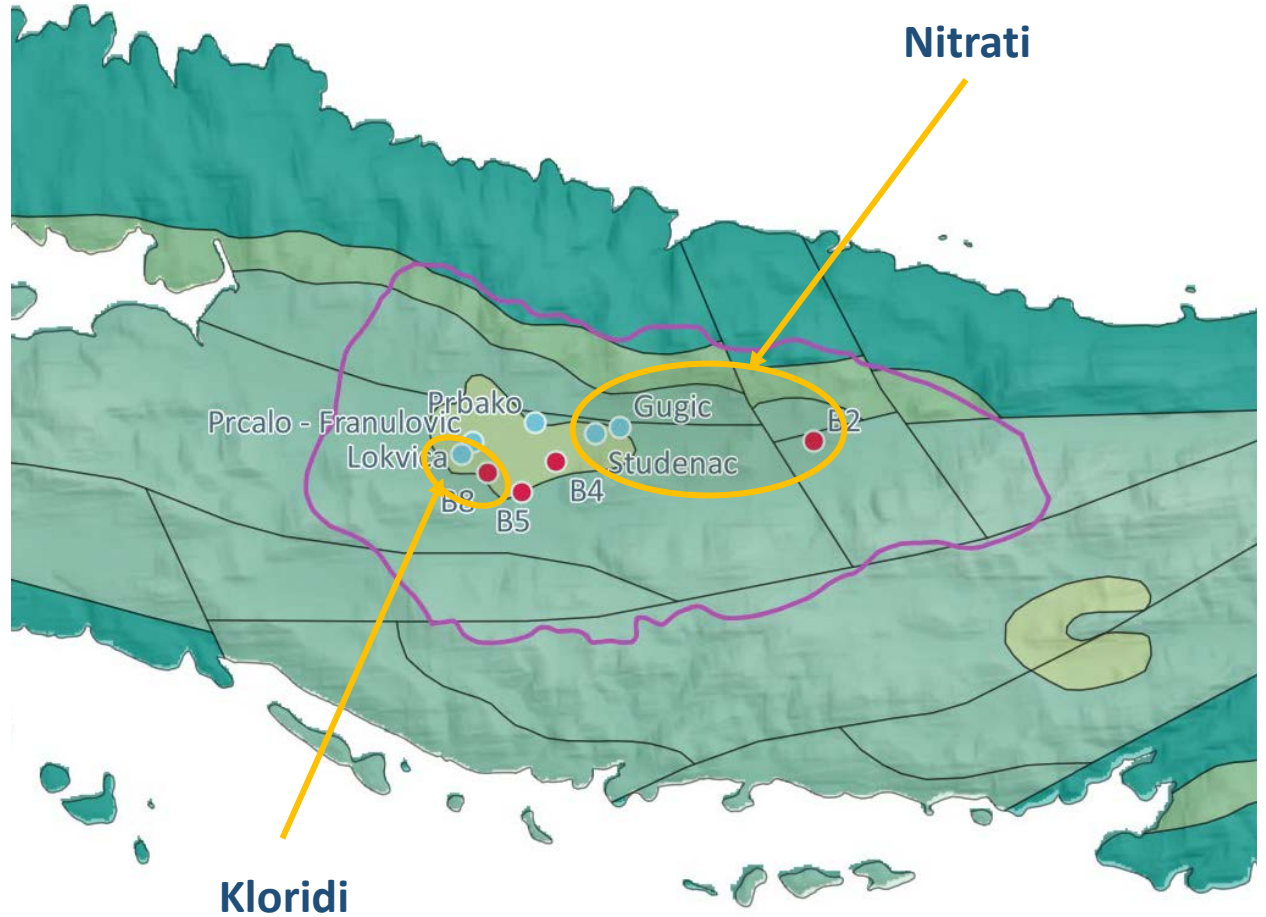 Nitrati
Prbako
Gugic
Prcalo - Franulovic
B2
Lokvica
Studenac
B4
B8
B5
Kloridi